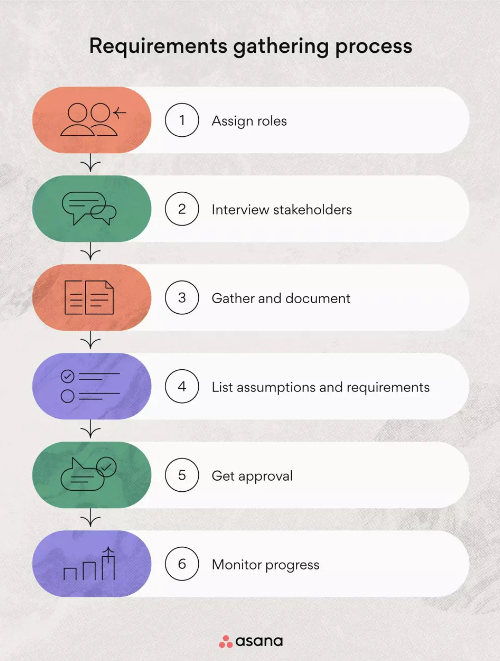 Requirements gathering process
1 Assign roles
2 Interview stakeholders
3 Gather and document
4 List assumptions and requirements
5 Get approval
6 Monitor progress
asana